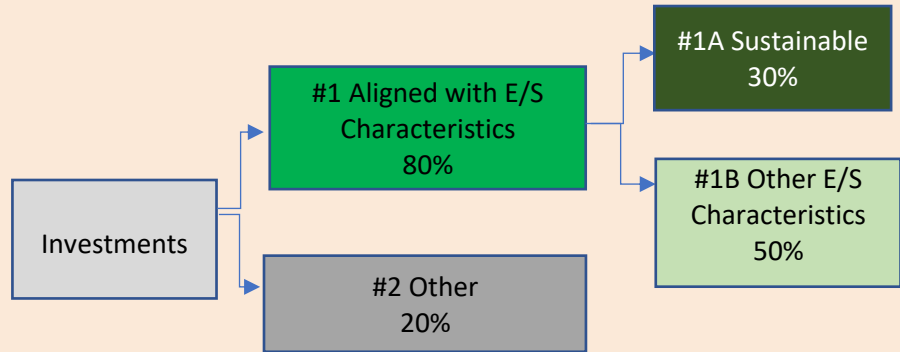 #1A Sustainable
30%
#1 Aligned with E/S
Characteristics
80%
#1B Other E/S
Characteristics
50%
Investments
#2 Other
20%